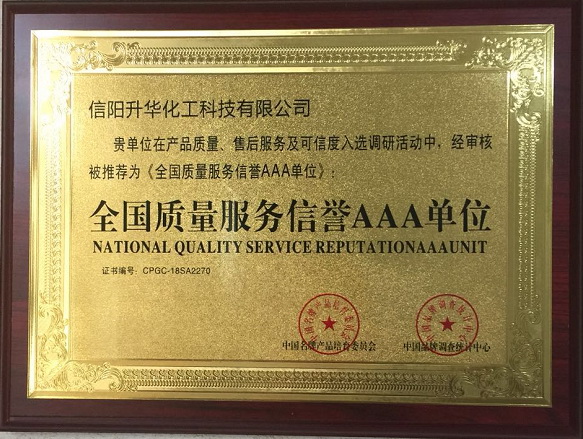 信阳升华化工科技有限公司
贵单位在产品质量、售后服务及可信度入选调研活动中，经审核
被推荐为《全国质量服务信誉AAA单位》:
全国质量服务信誉AAA单位
NATIONAL QUALITY SERVICE REPUTATIONAAAUNIT
证书编号: CPGC-18SA2270
中国名牌产品培育委员会
中国品牌调查统计中心